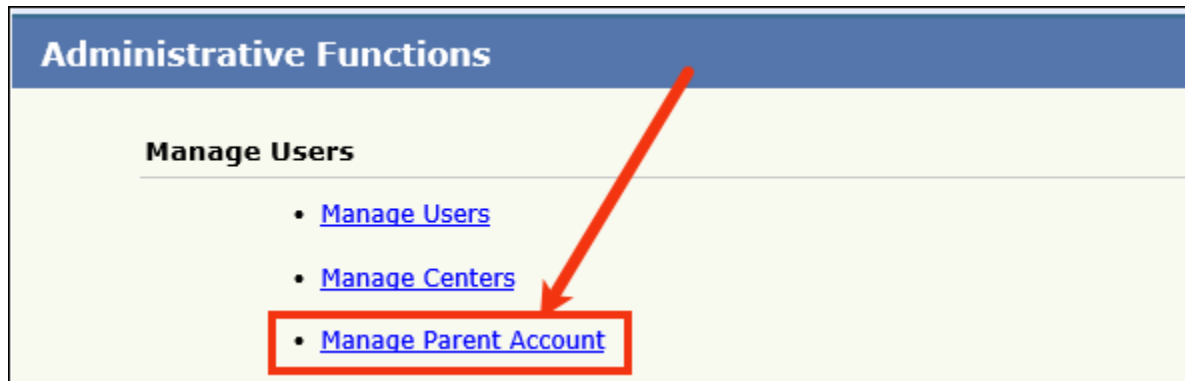 Administrative Functions
Manage Users
• Manage Users
• Manage Centers
• Manage Parent Account